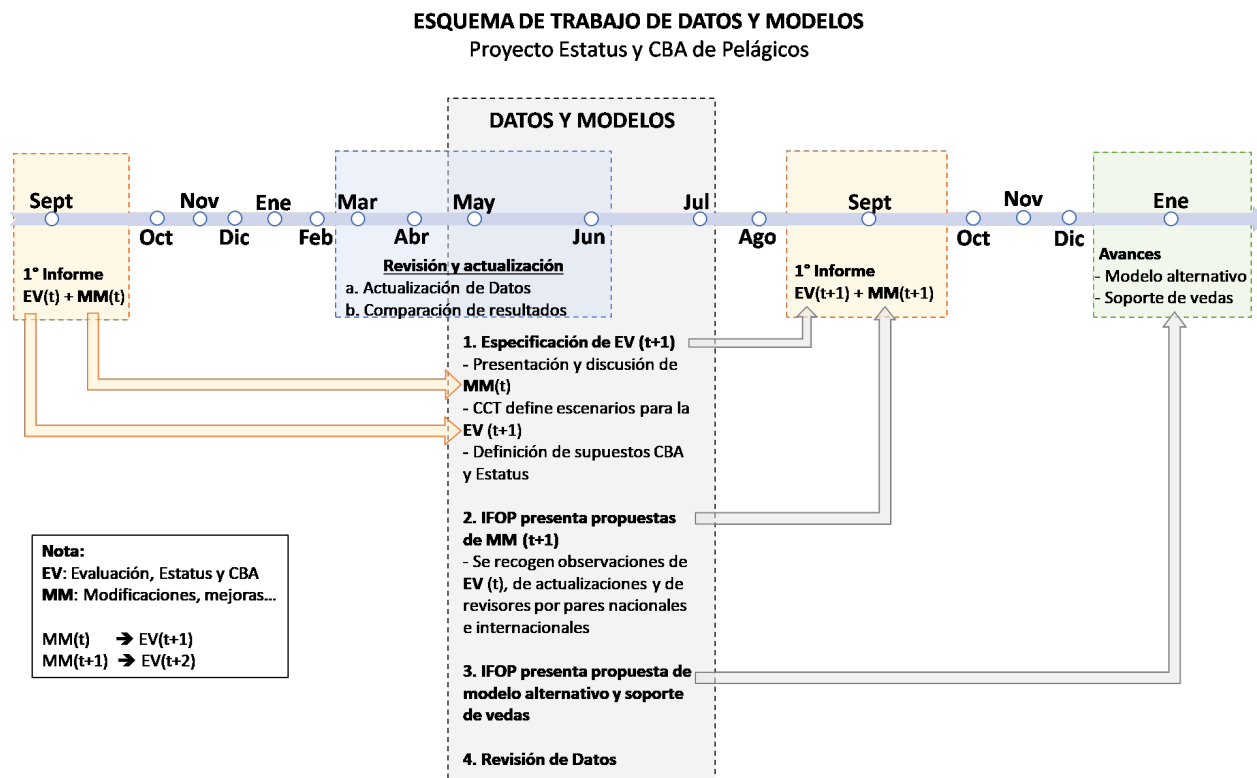 ESQUEMA DE TRABAJO DE DATOS Y MODELOS
Proyecto Estatus y CBA de Pelágicos
DATOS Y MODELOS
Sept
Oct
Nov
Dic
Ene
Feb
Mar
Abr
May
Jun
Jul
Ago
Sept
Oct
Nov
Dic
Ene
1° Informe
EV(t) + MM(t)
Revisión y actualización
a. Actualización de Datos
b. Comparación de resultados
1° Informe
EV(t+1) + MM(t+1)
Avances
- Modelo alternativo
- Soporte de vedas
1. Especificación de EV (t+1)
- Presentación y discusión de
MM(t)
- CCT define escenarios para la
EV (t+1)
- Definición de supuestos CBA
y Estatus
2. IFOP presenta propuestas
de MM (t+1)
- Se recogen observaciones de
EV (t), de actualizaciones y de
revisores por pares nacionales
e internacionales
3. IFOP presenta propuesta de
modelo alternativo y soporte
de vedas
4. Revisión de Datos
Nota:
EV: Evaluación, Estatus y CBA
MM: Modificaciones, mejoras...
MM(t) ➔ EV(t+1)
MM(t+1) ➔ EV(t+2)